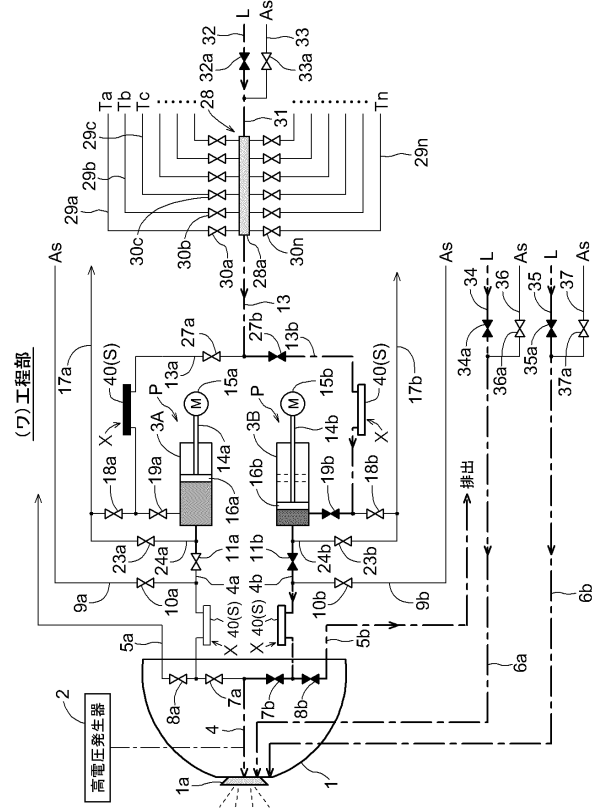 (ワ)工程部
L
As
32
33
32a
33a
Ta
Tb
Tc
Tn
28
31
29c
29b
29a
29n
30c
30b
30a
28a
30n
As
As
17a
27a
13
27b
13b
13a
40(S)
40(S)
X
X
P
15a
P
15b
M
M
3A
3B
14a
14b
18a
19a
16a
16b
19b
18b
17b
23a
24a
11a
11b
24b
23b
9a
10a
4a
4b
10b
9b
40(S)
40(S)
X
X
5a
5b
排出
8a
7a
7b
8b
4
2
高電圧発生器
1a
1
6a
6b
34
L
34a
36
As
36a
35
L
35a
37
As
37a